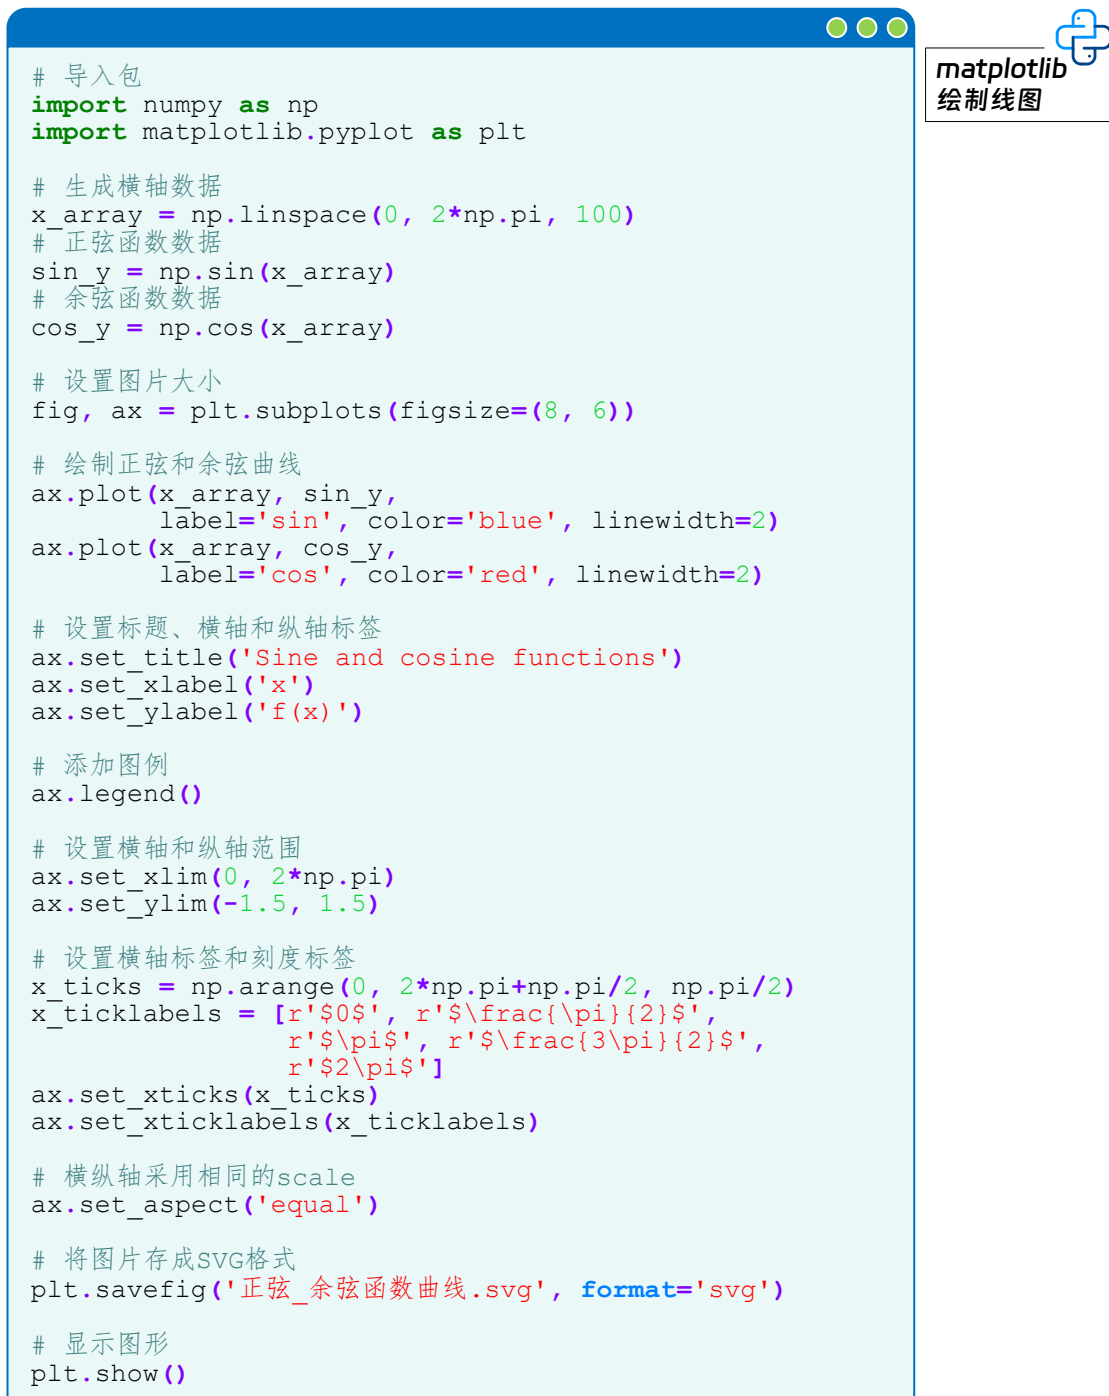 matplotlib
绘制线图
# 导入包
import numpy as np
import matplotlib.pyplot as plt
# 生成横轴数据
x_array = np.linspace(0, 2*np.pi, 100)
# 正弦函数数据
sin_y = np.sin(x_array)
# 余弦函数数据
cos_y = np.cos(x_array)
# 设置图片大小
fig, ax = plt.subplots(figsize=(8, 6))
# 绘制正弦和余弦曲线
ax.plot(x_array, sin_y,
label='sin', color='blue', linewidth=2)
ax.plot(x_array, cos_y,
label='cos', color='red', linewidth=2)
# 设置标题、横轴和纵轴标签
ax.set_title('Sine and cosine functions')
ax.set_xlabel('x')
ax.set_ylabel('f(x)')
# 添加图例
ax.legend()
# 设置横轴和纵轴范围
ax.set_xlim(0, 2*np.pi)
ax.set_ylim(-1.5, 1.5)
# 设置横轴标签和刻度标签
x_ticks = np.arange(0, 2*np.pi+np.pi/2, np.pi/2)
x_ticklabels = [r'$0$', r'$\frac{\pi}{2}$',
r'$\pi$', r'$\frac{3\pi}{2}$',
r'$2\pi$']
ax.set_xticks(x_ticks)
ax.set_xticklabels(x_ticklabels)
# 横纵轴采用相同的scale
ax.set_aspect('equal')
# 将图片存成SVG格式
plt.savefig('正弦_余弦函数曲线.svg', format='svg')
# 显示图形
plt.show()